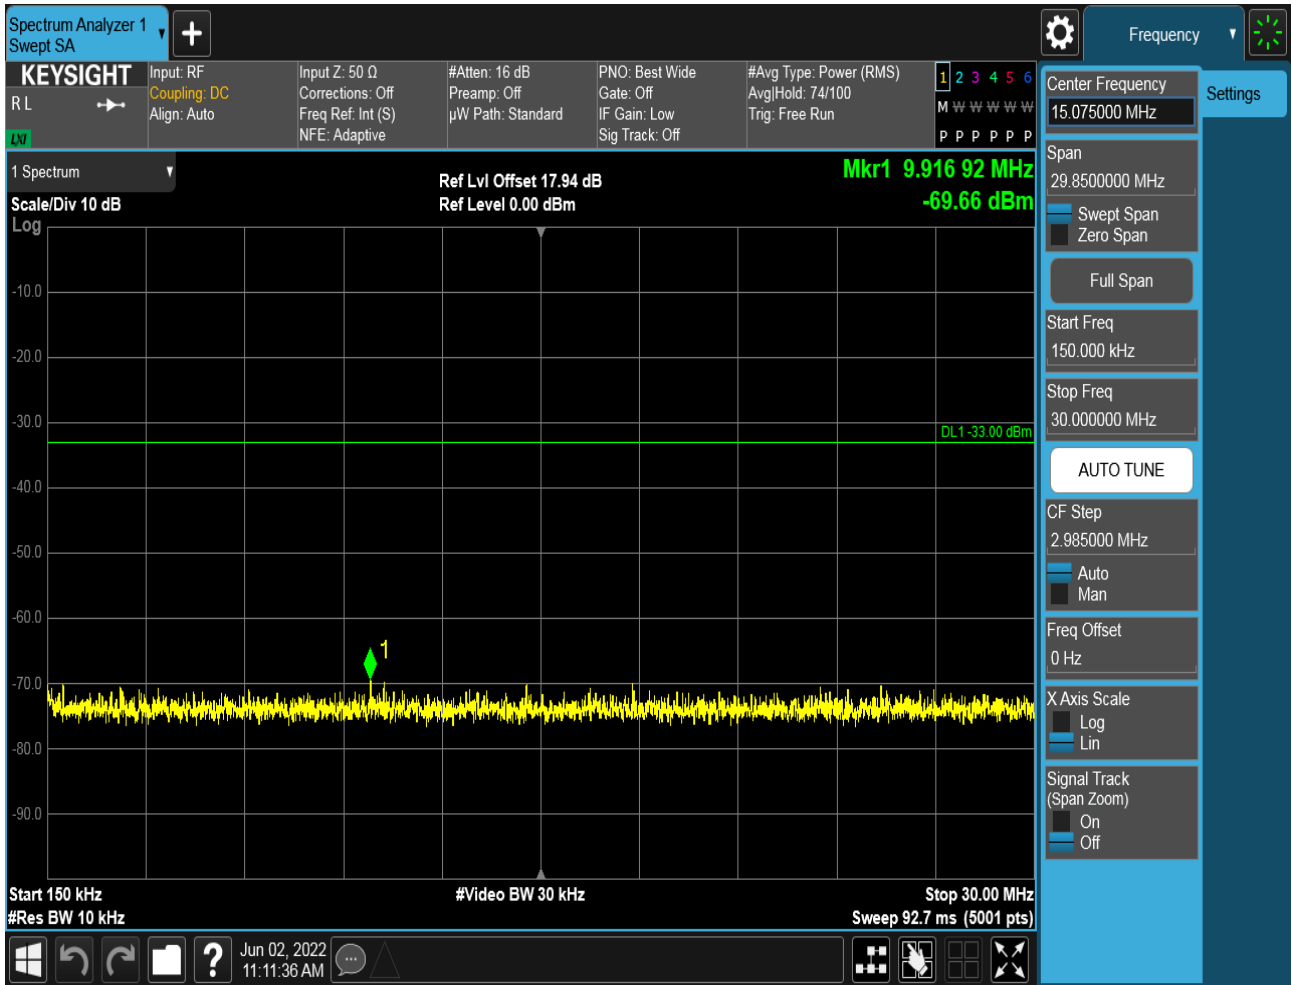 Spectrum Analyzer 1
Swept SA
Frequency
KEYSIGHT
R L
LXI
Input: RF
Coupling: DC
Align: Auto
Input Z: 50 Ω
Corrections: Off
Freq Ref: Int (S)
NFE: Adaptive
#Atten: 16 dB
Preamp: Off
µW Path: Standard
PNO: Best Wide
Gate: Off
IF Gain: Low
Sig Track: Off
#Avg Type: Power (RMS)
Avg|Hold: 74/100
Trig: Free Run
1 2 3 4 5 6
M W W W W W
P P P P P P
1 Spectrum
Scale/Div 10 dB
Log
Ref Lvl Offset 17.94 dB
Ref Level 0.00 dBm
Mkr1 9.916 92 MHz
-69.66 dBm
-10.0
-20.0
-30.0
DL1 -33.00 dBm
-40.0
-50.0
-60.0
1
-70.0
-80.0
-90.0
Start 150 kHz
#Video BW 30 kHz
Stop 30.00 MHz
#Res BW 10 kHz
Sweep 92.7 ms (5001 pts)
Center Frequency
15.075000 MHz
Settings
Span
29.8500000 MHz
Swept Span
Zero Span
Full Span
Start Freq
150.000 kHz
Stop Freq
30.000000 MHz
AUTO TUNE
CF Step
2.985000 MHz
Auto
Man
Freq Offset
0 Hz
X Axis Scale
Log
Lin
Signal Track
(Span Zoom)
On
Off
?
Jun 02, 2022
11:11:36 AM